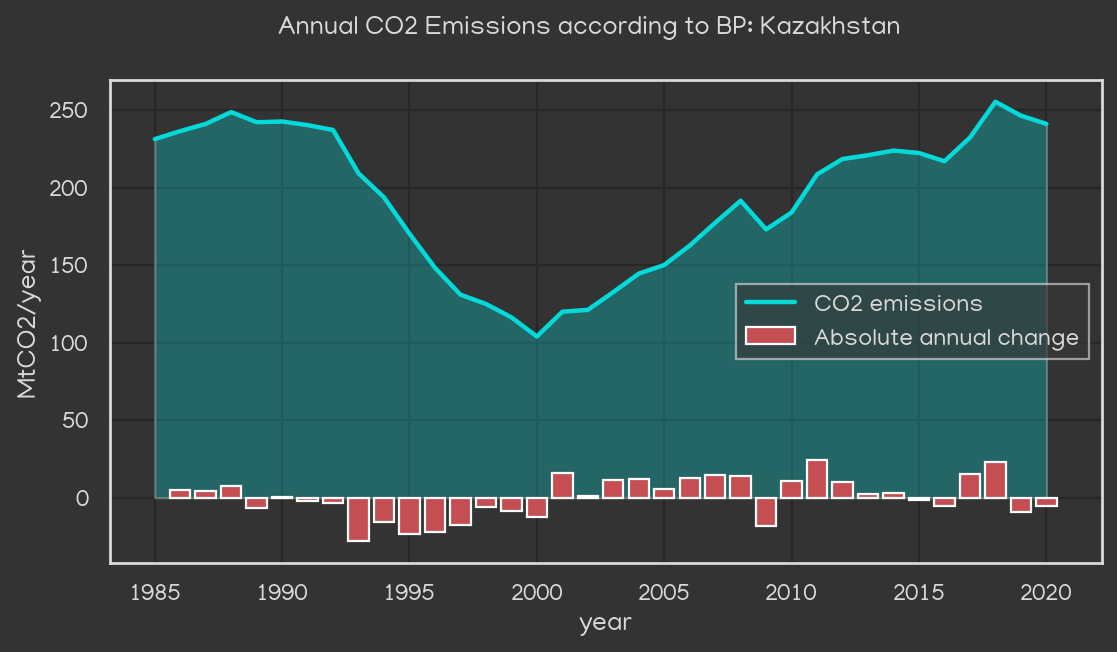 Annual CO2 Emissions according to BP: Kazakhstan
MtCO2/year
250
200
150
100
50
0
CO2 emissions
Absolute annual change
1985 1990 1995 2000 2005 2010 2015 2020
year